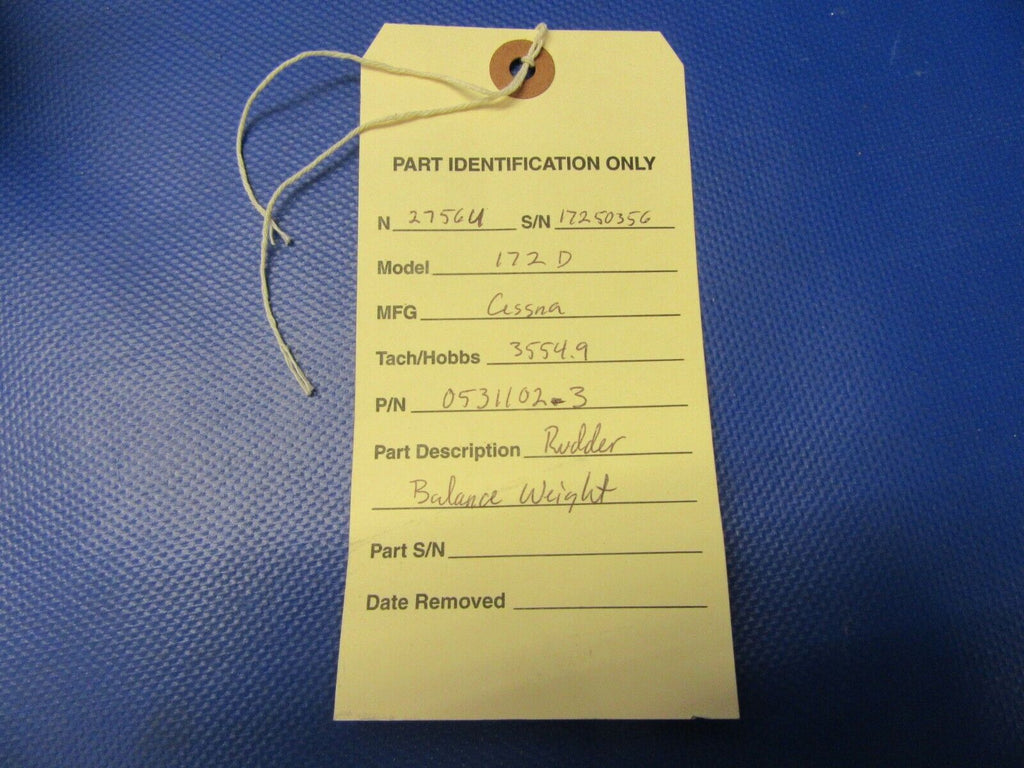 PART IDENTIFICATION ONLY
N 2756U S/N 17250356
Model 172 D
MFG Cessna
Tach/Hobbs 3554.9
P/N 0531102-3
Part Description Rudder
Balance Weight
Part S/N
Date Removed